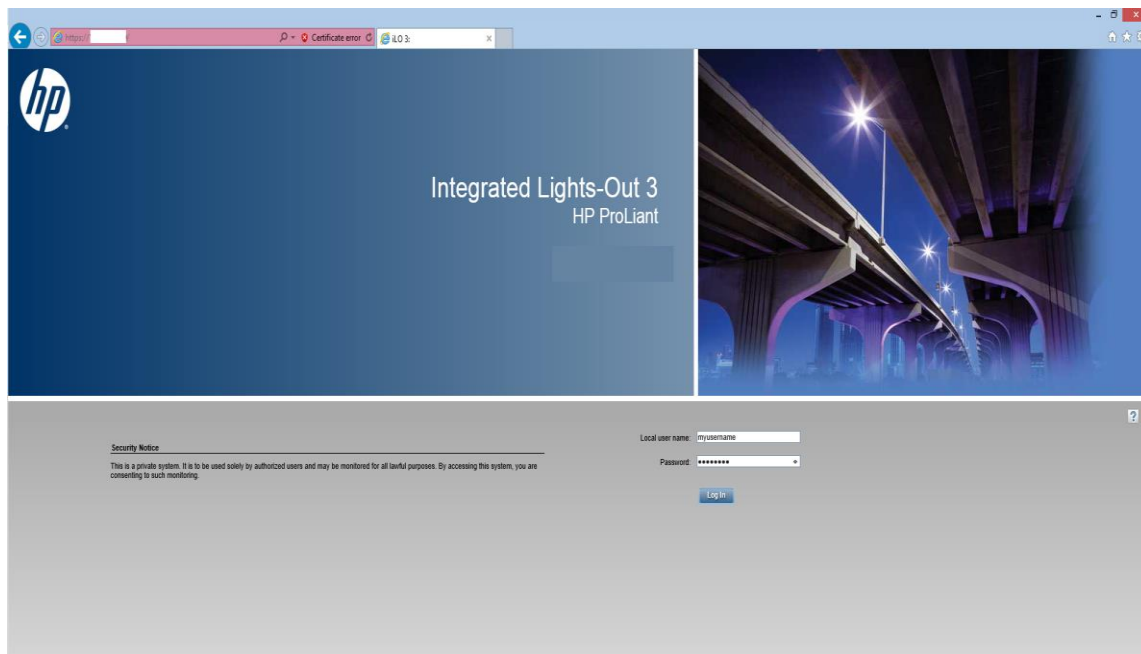 https://
Certificate error
iLO 3:
hp
Integrated Lights-Out 3
HP ProLiant
?
Security Notice
This is a private system. It is to be used solely by authorized users and may be monitored for all lawful purposes. By accessing this system, you are
consenting to such monitoring.
Local user name: myusername
Password: ••••••••
Log In